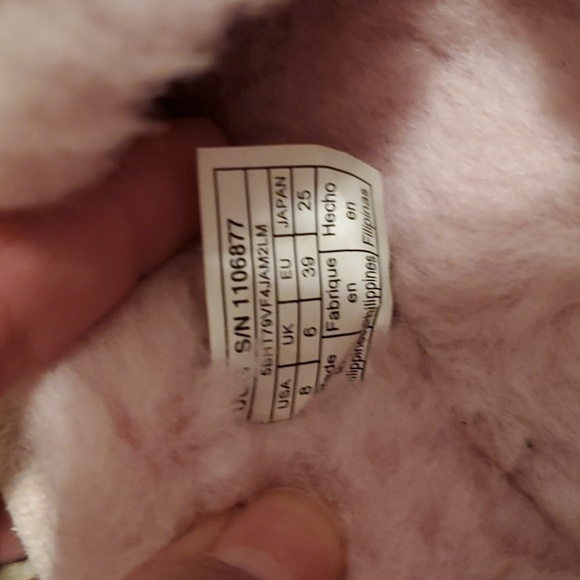 S/N 1106877
USA UK EU JAPAN
8 6 39 25
Fabrique Hecho
en en
Philippines Filipinas